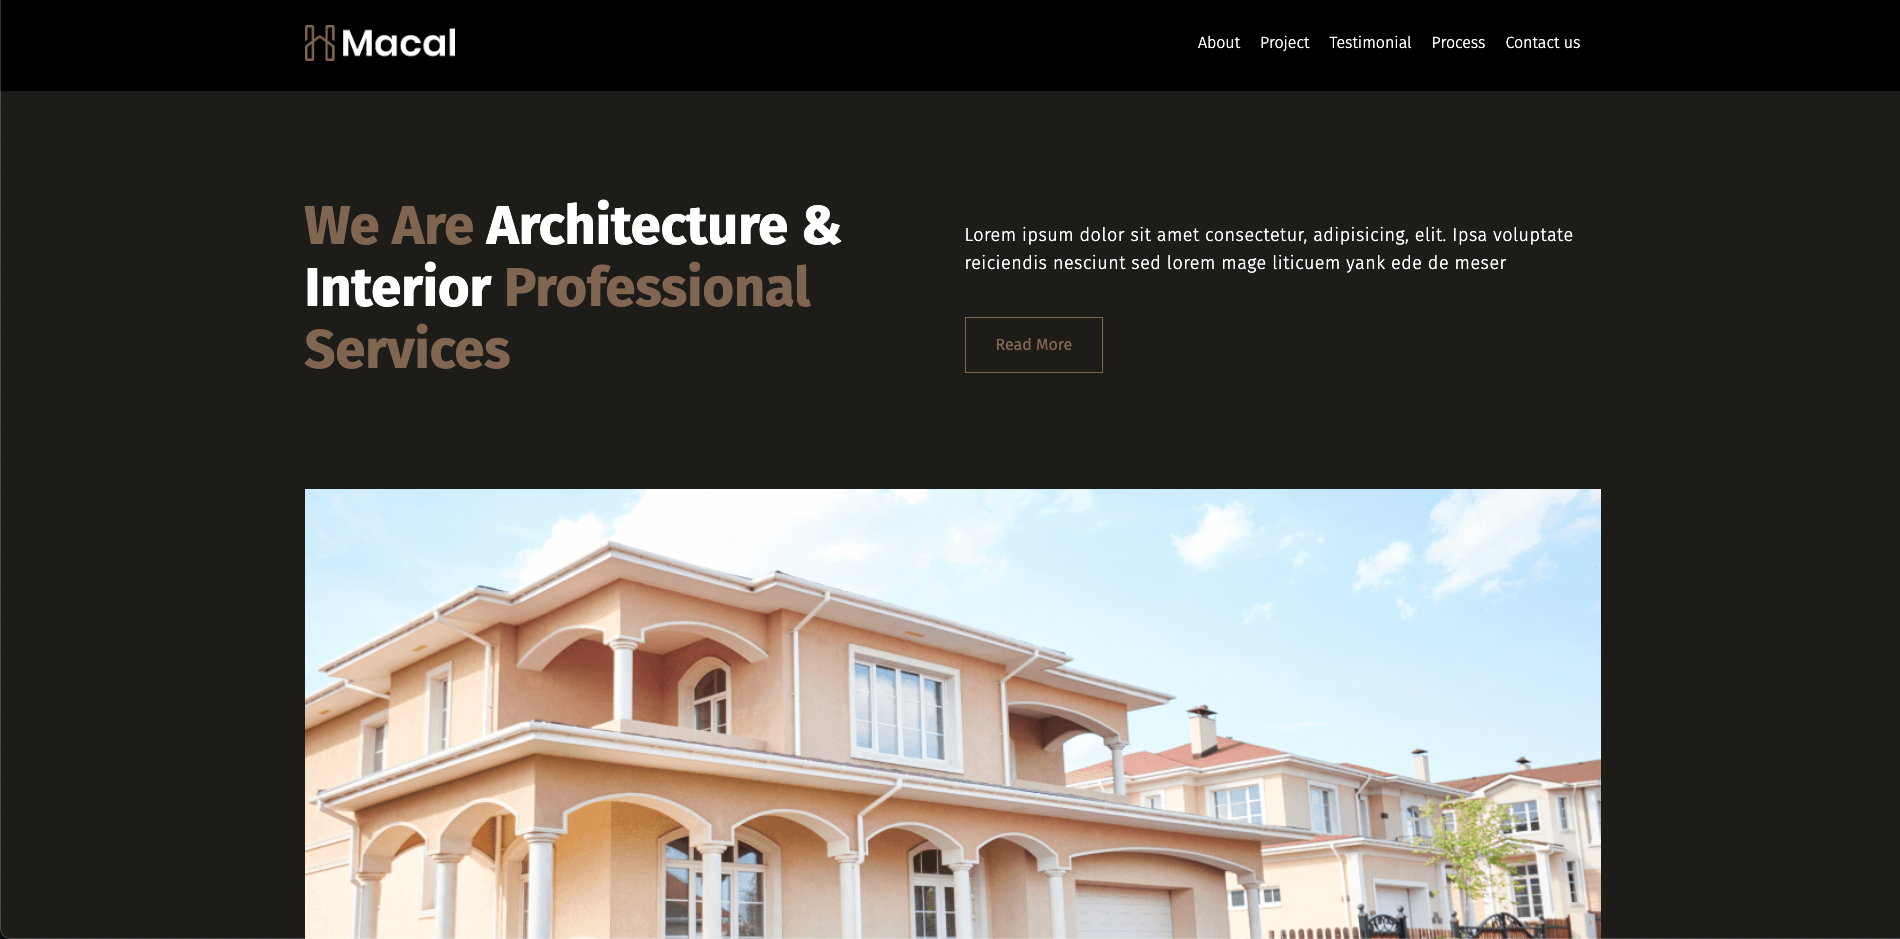 Macal
About Project Testimonial Process Contact us
We Are Architecture &
Interior Professional
Services
Lorem ipsum dolor sit amet consectetur, adipisicing, elit. Ipsa voluptate
reiciendis nesciunt sed lorem mage liticuem yank ede de meser
Read More